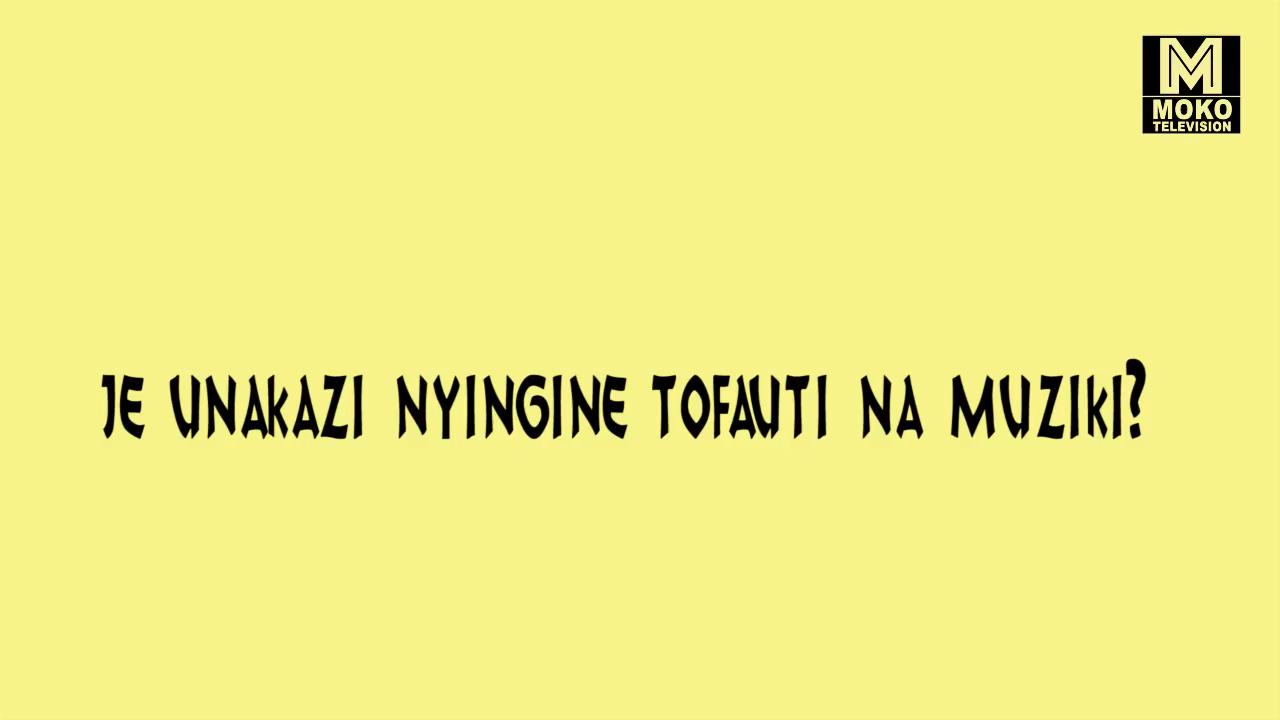 M
MOKO
TELEVISION
JE UNAKAZI NYINGINE TOFAUTI NA MUZIKI?